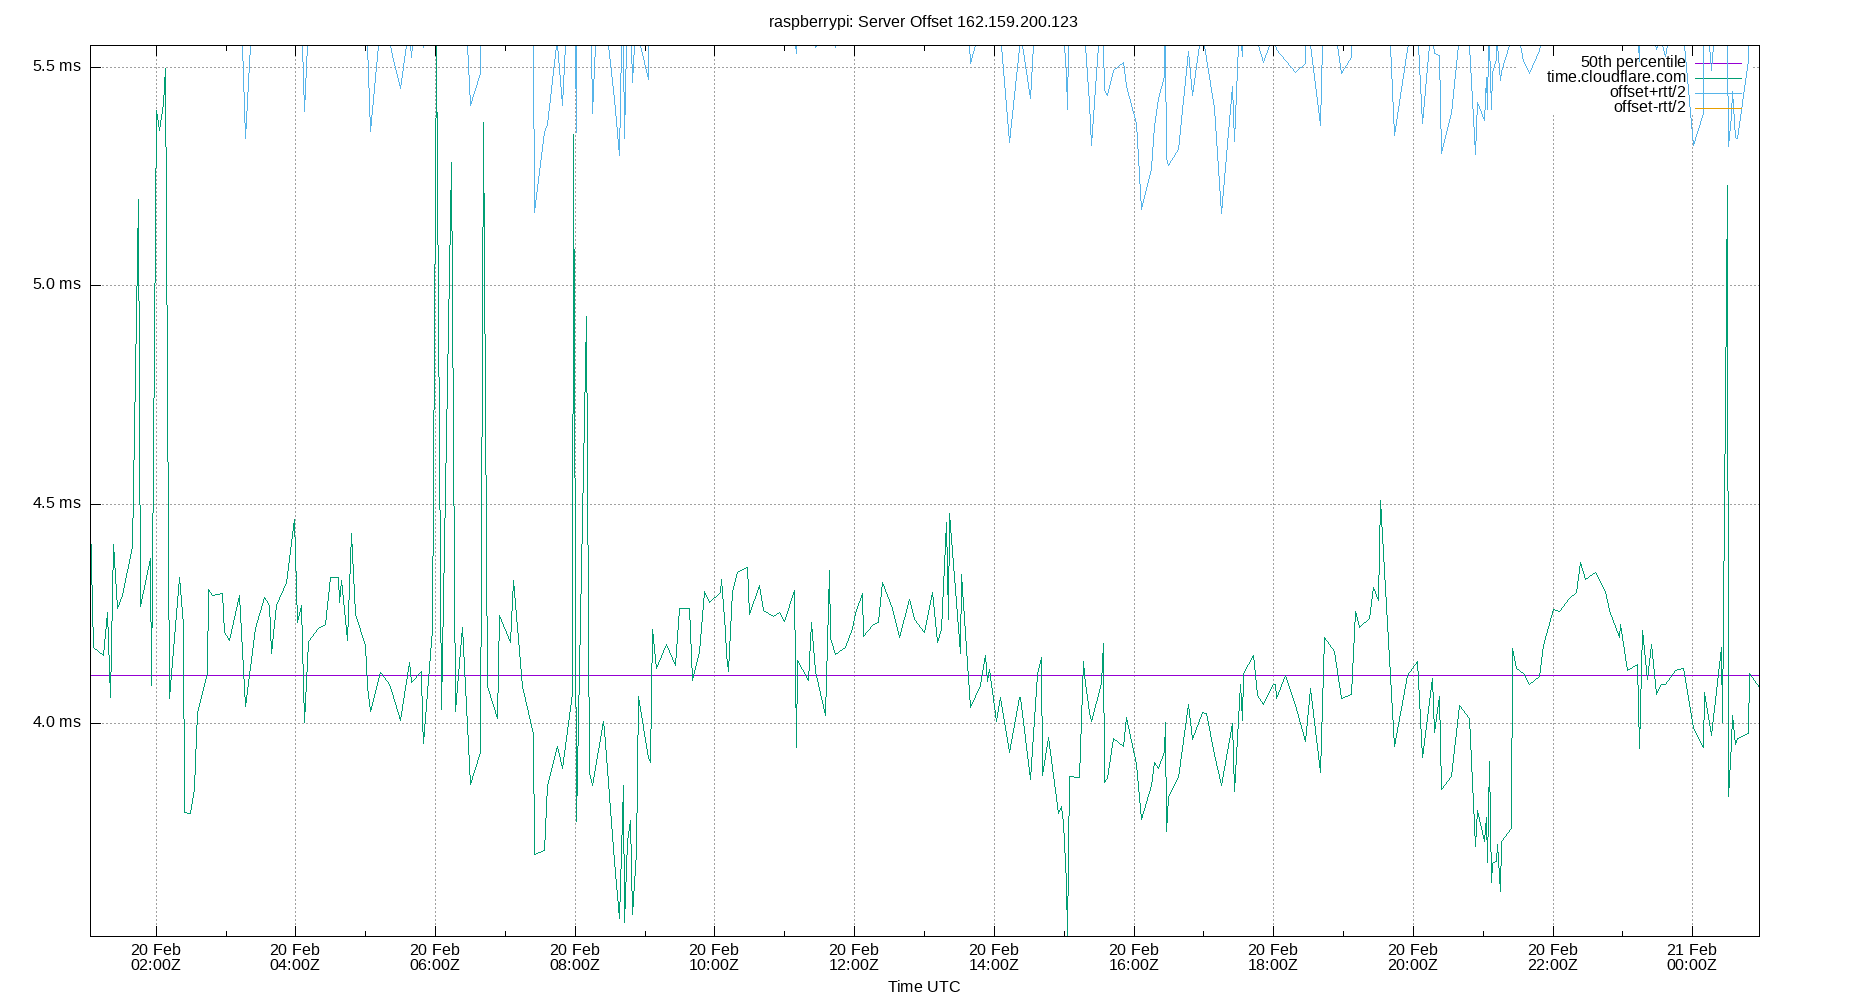 raspberrypi: Server Offset 162.159.200.123
5.5 ms
5.0 ms
4.5 ms
4.0 ms
50th percentile
time.cloudflare.com
offset+rtt/2
offset-rtt/2
20 Feb 20 Feb 20 Feb 20 Feb 20 Feb 20 Feb 20 Feb 20 Feb 20 Feb 20 Feb 20 Feb 21 Feb
02:00Z 04:00Z 06:00Z 08:00Z 10:00Z 12:00Z 14:00Z 16:00Z 18:00Z 20:00Z 22:00Z 00:00Z
Time UTC